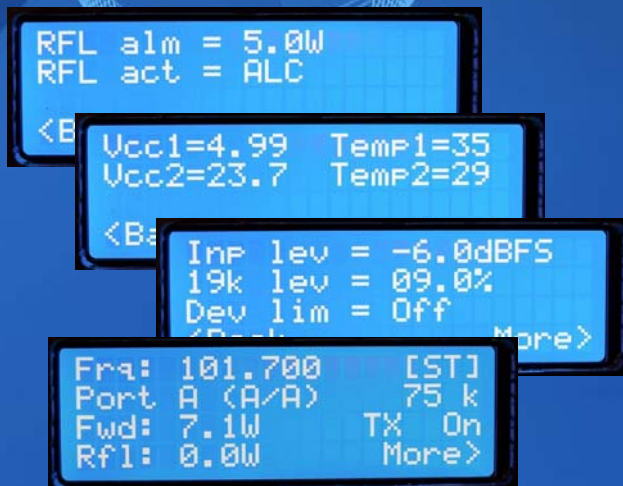 RFL alm = 5.0W
RFL act = ALC
Vcc1=4.99 Temp1=35
Vcc2=23.7 Temp2=29
Inp lev = -6.0dBFS
19k lev = 09.0%
Dev lim = Off
<Back More>
Frq: 101.700 [ST]
Port A (A/A) 75 k
Fwd: 7.1W TX On
Rfl: 0.0W More>